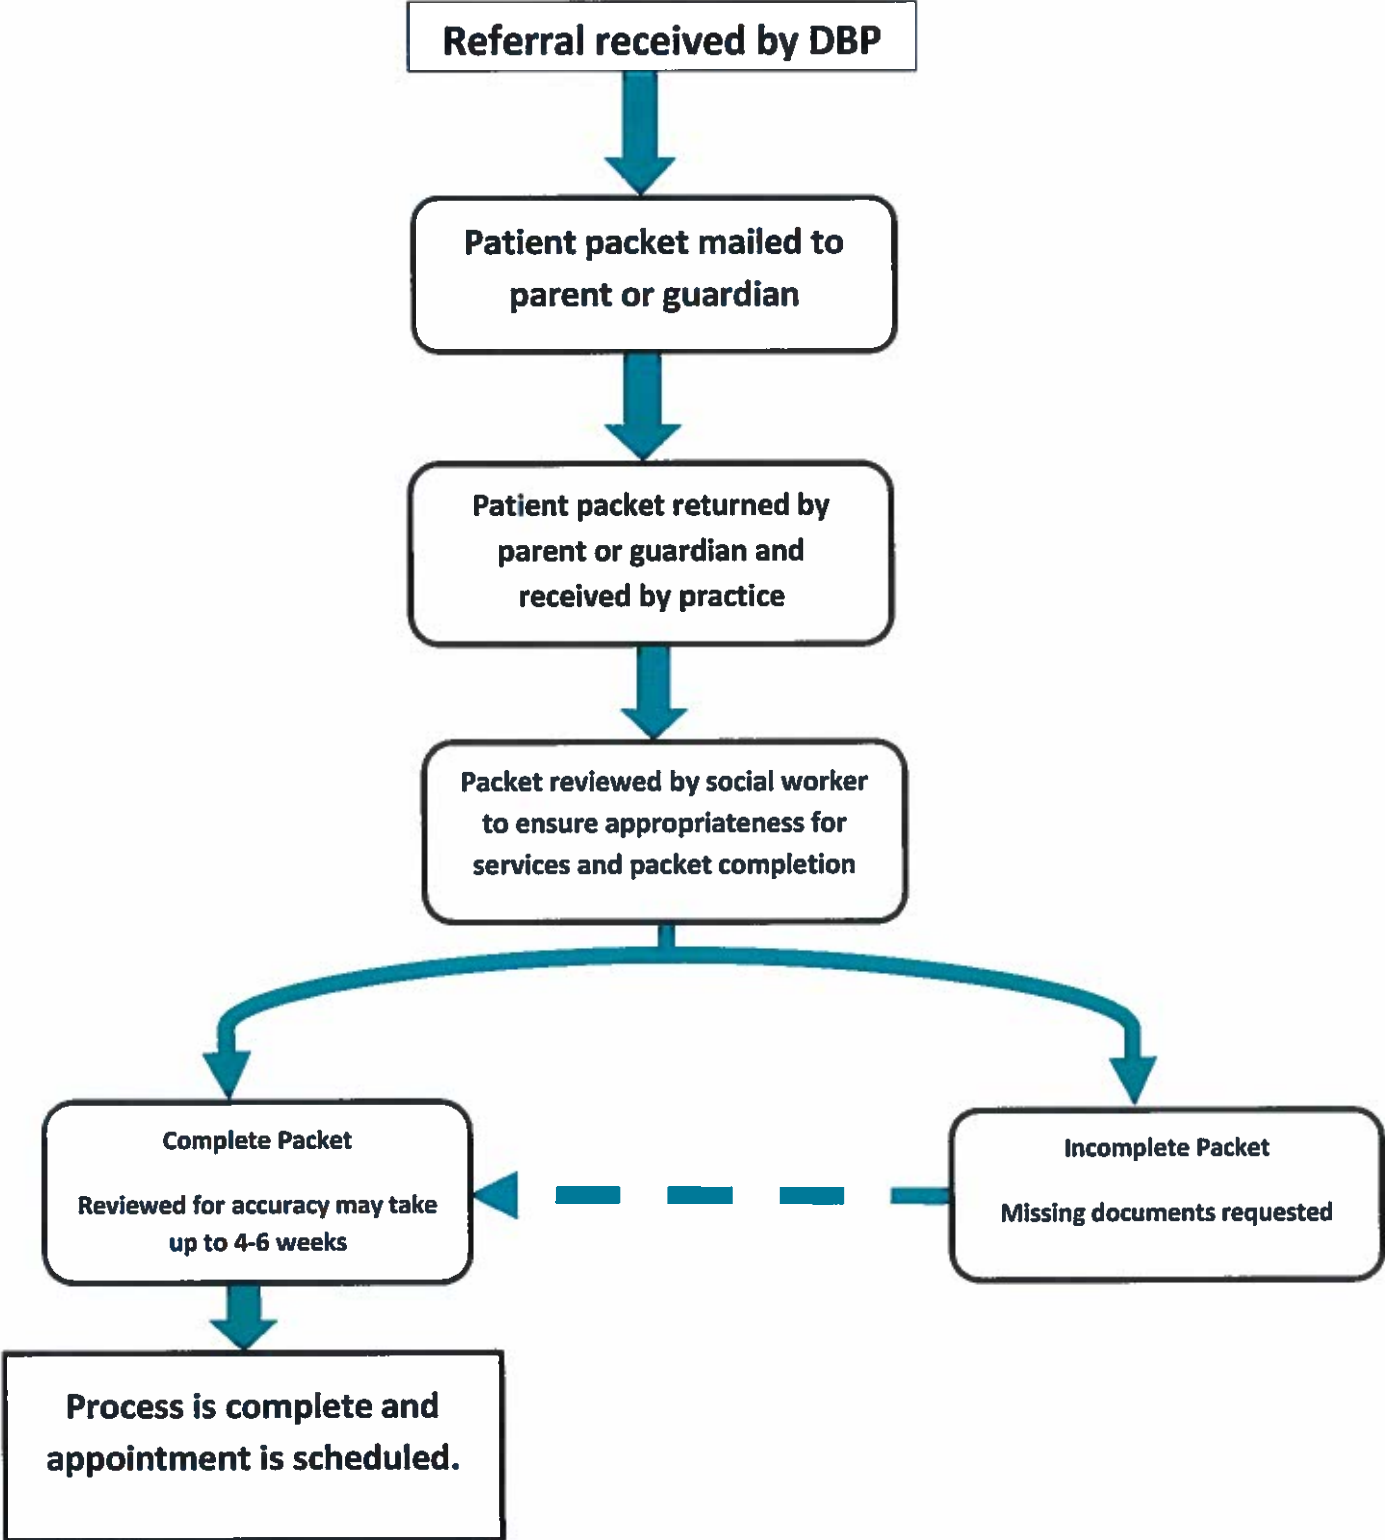 Referral received by DBP
Patient packet mailed to
parent or guardian
Patient packet returned by
parent or guardian and
received by practice
Packet reviewed by social worker
to ensure appropriateness for
services and packet completion
Complete Packet
Reviewed for accuracy may take
up to 4-6 weeks
Incomplete Packet
Missing documents requested
Process is complete and
appointment is scheduled.